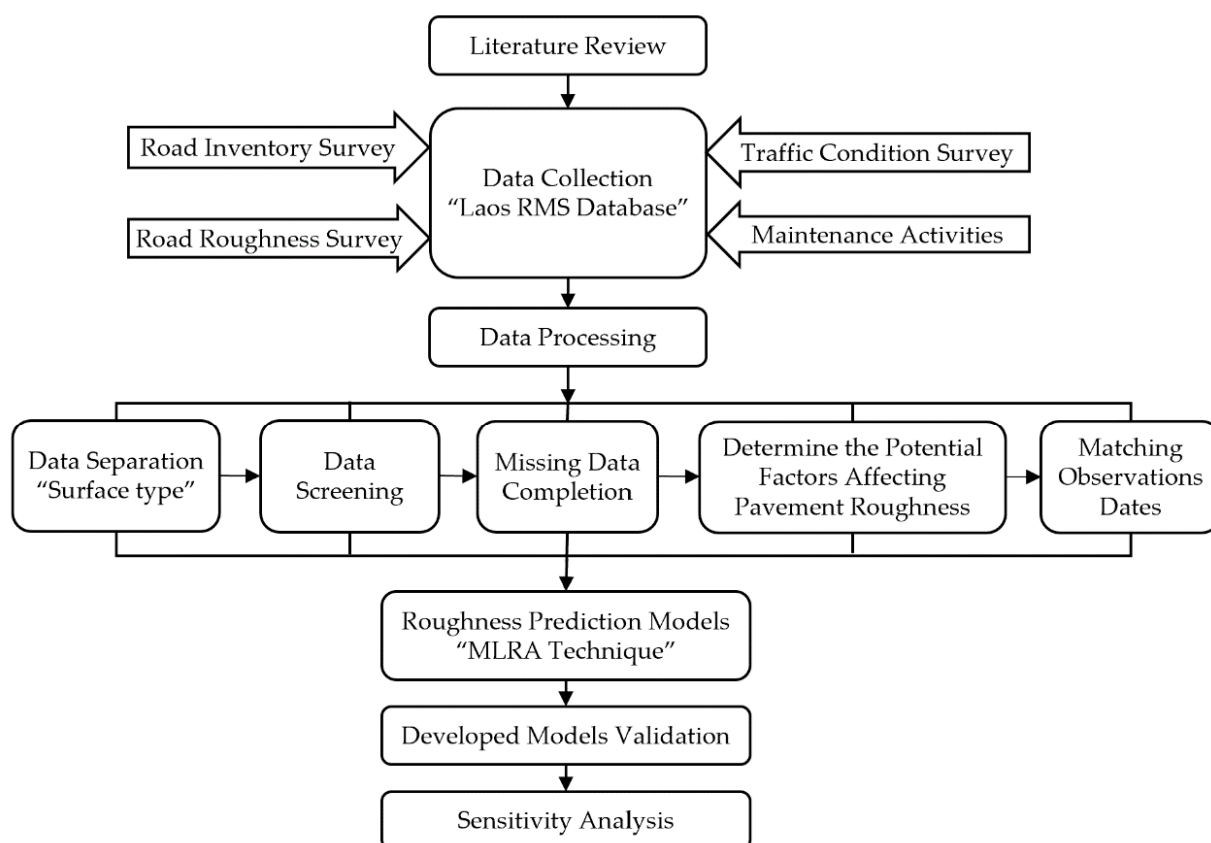 Literature Review
Road Inventory Survey
Road Roughness Survey
Data Collection
“Laos RMS Database”
Traffic Condition Survey
Maintenance Activities
Data Processing
Data Separation
“Surface type”
Data
Screening
Missing Data
Completion
Determine the Potential
Factors Affecting
Pavement Roughness
Matching
Observations
Dates
Roughness Prediction Models
“MLRA Technique”
Developed Models Validation
Sensitivity Analysis